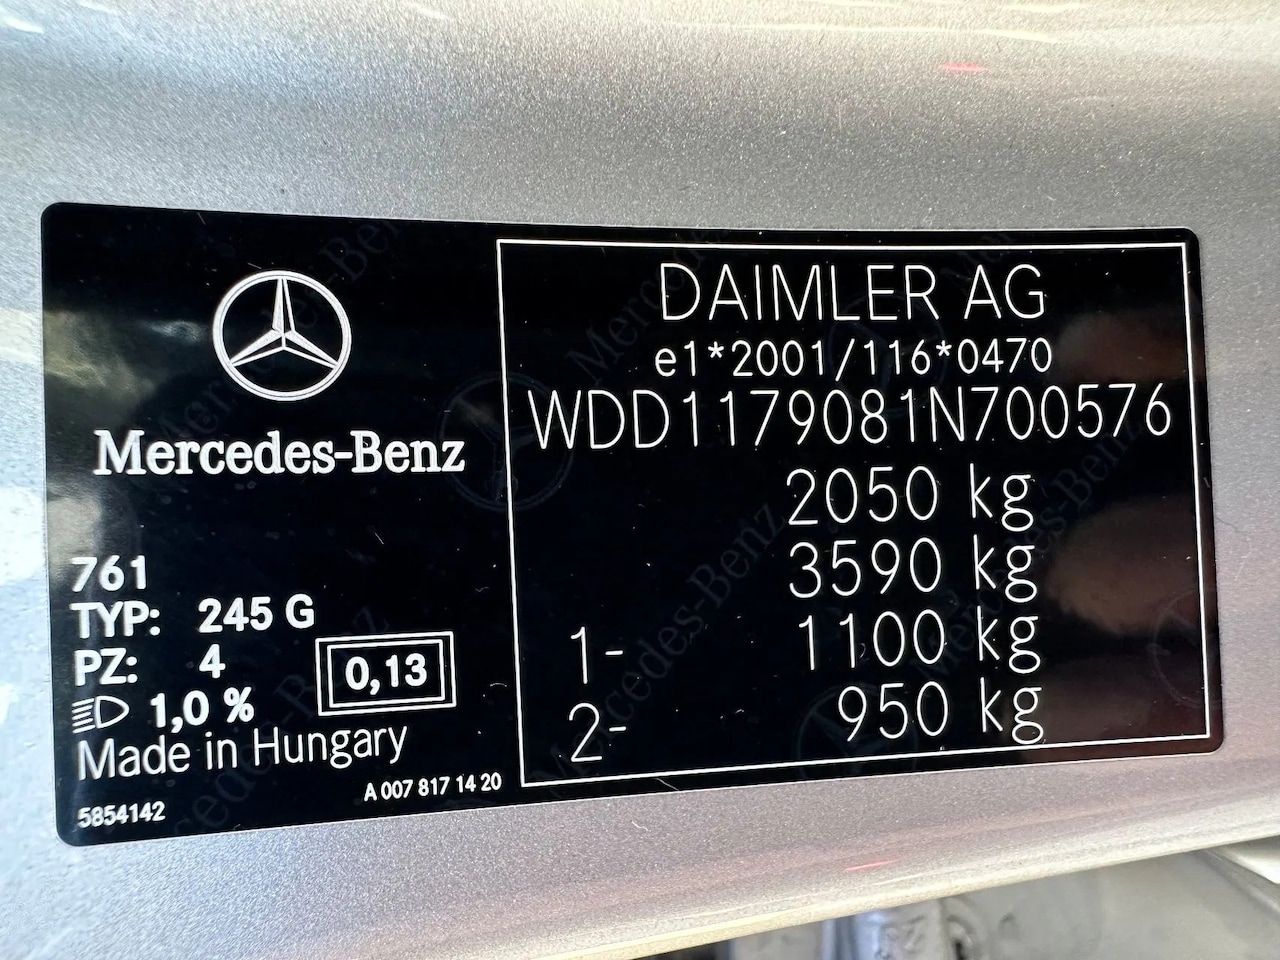 Mercedes-Benz
761
TYP: 245 G
PZ: 4
1,0 %
0,13
Made in Hungary
A 007 817 14 20
5854142
DAIMLER AG
e1*2001/116*0470
WDD1179081N700576
2050 kg
3590 kg
1- 1100 kg
2- 950 kg